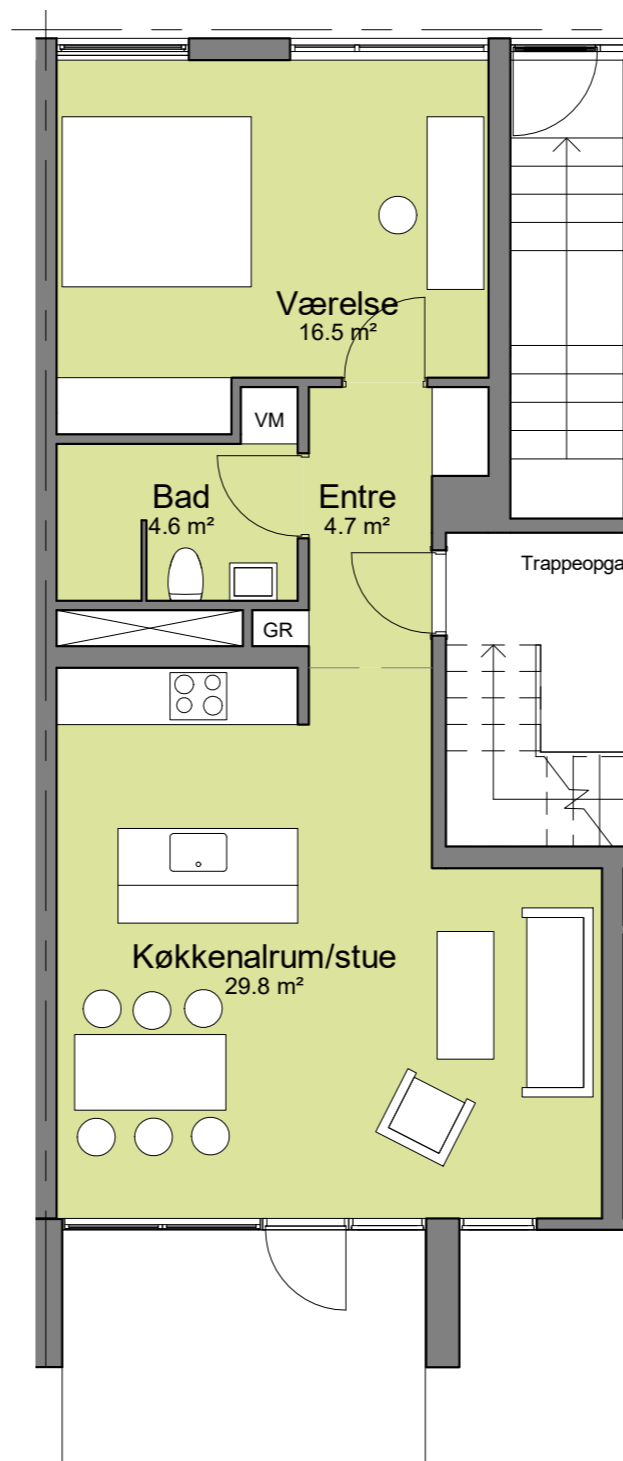 Værelse
16.5 m²
VM
Bad
4.6 m²
Entre
4.7 m²
Trappeopga
GR
Køkkenalrum/stue
29.8 m²